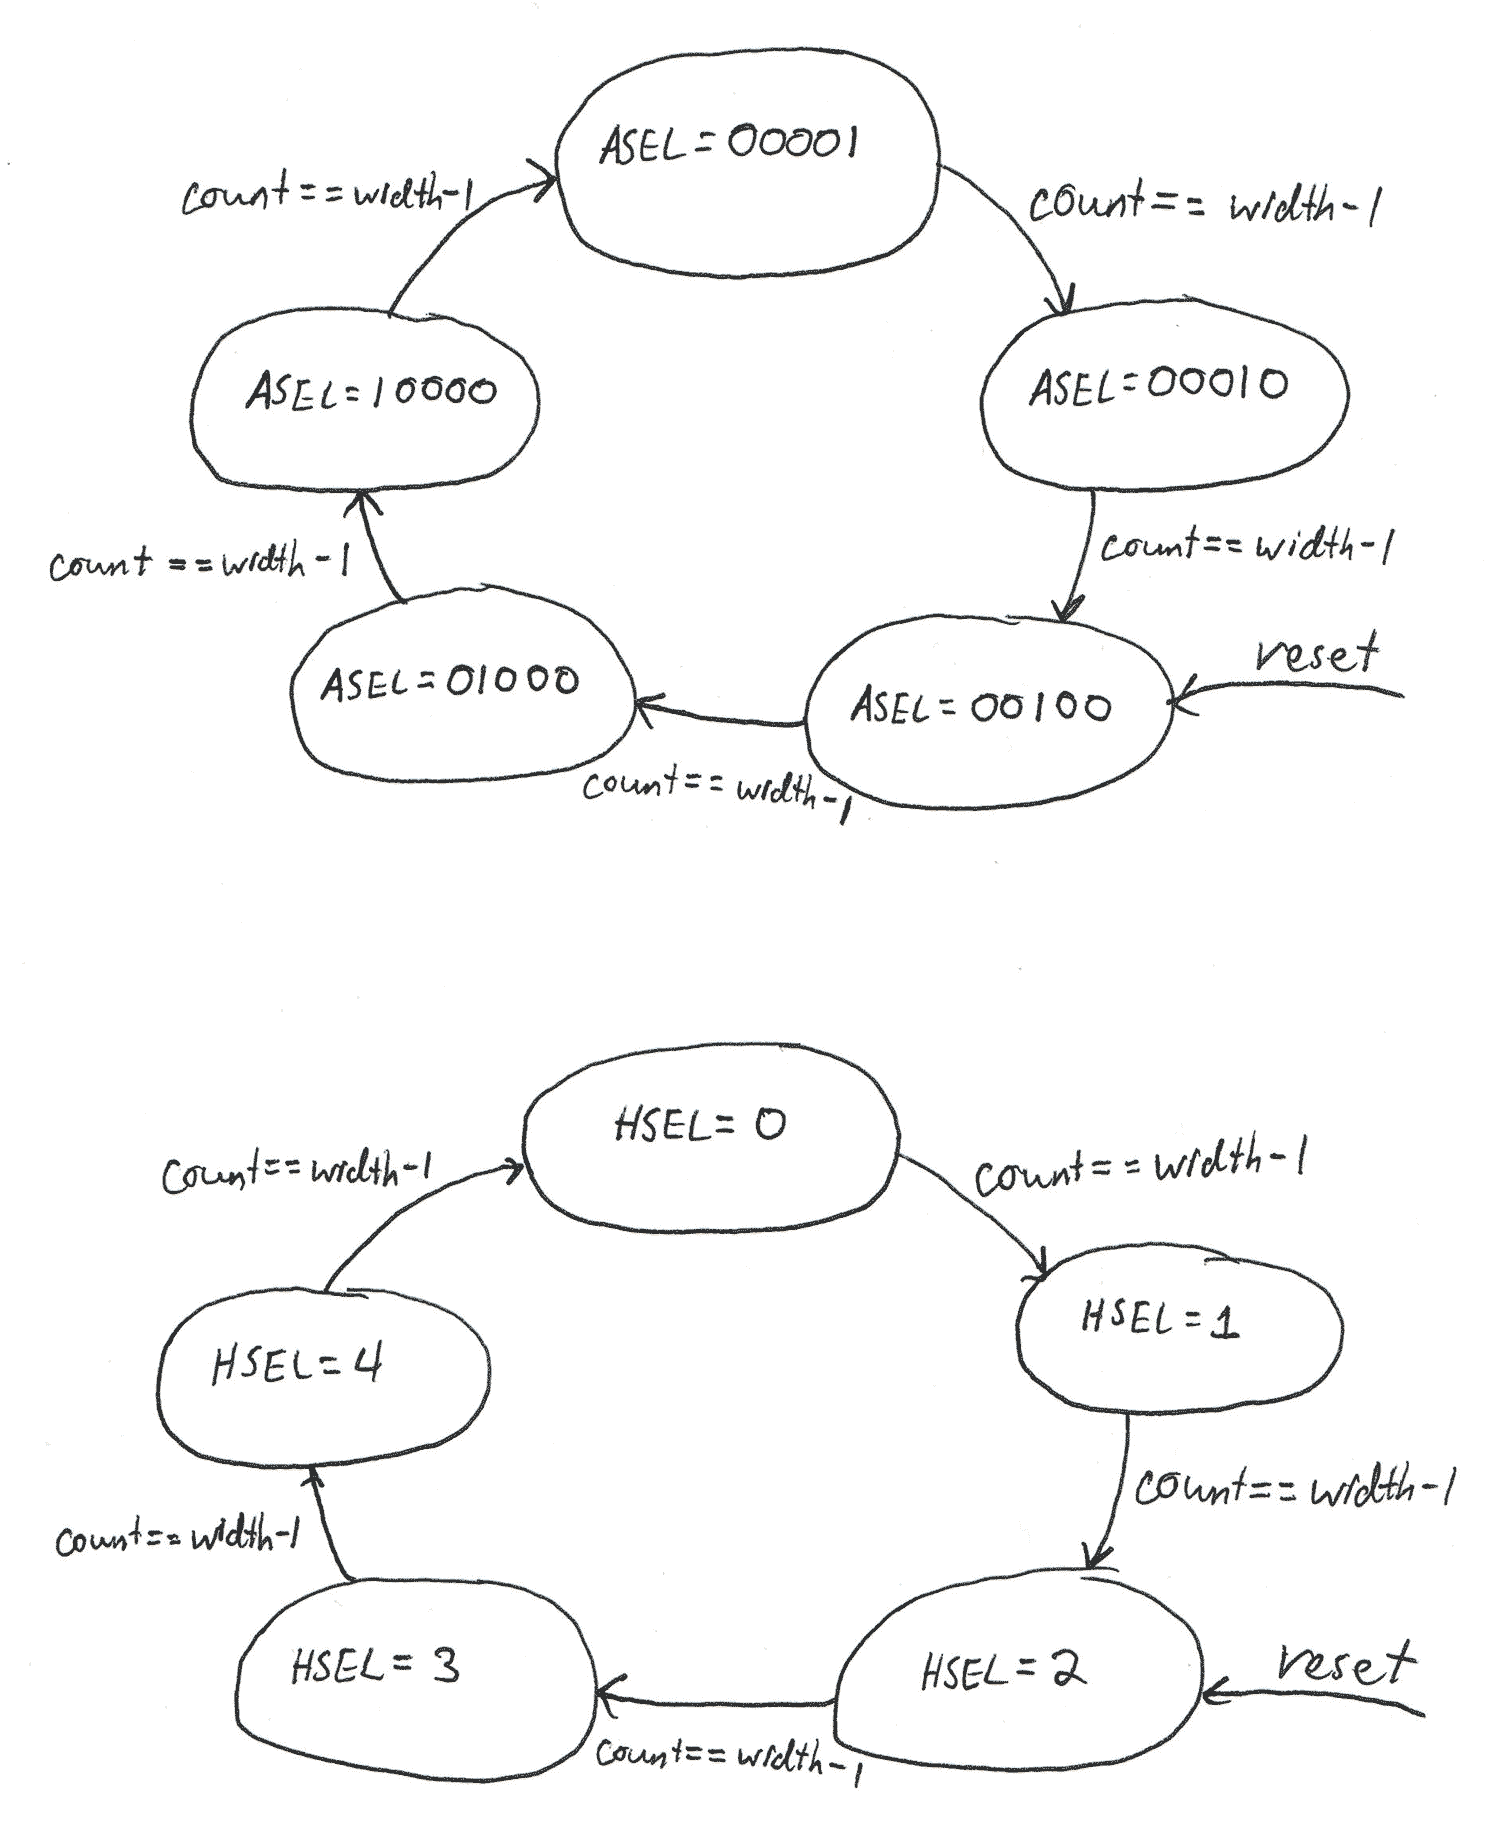 ASEL=00001
count==width-1
count== width-1
ASEL=10000
ASEL=00010
count==width-1
count==width-1
reset
ASEL=01000
ASEL=00100
count==width-1
HSEL=0
count==width-1
count==width-1
HSEL=1
HSEL=4
count==width-1
count==width-1
reset
HSEL=3
HSEL=2
count==width-1